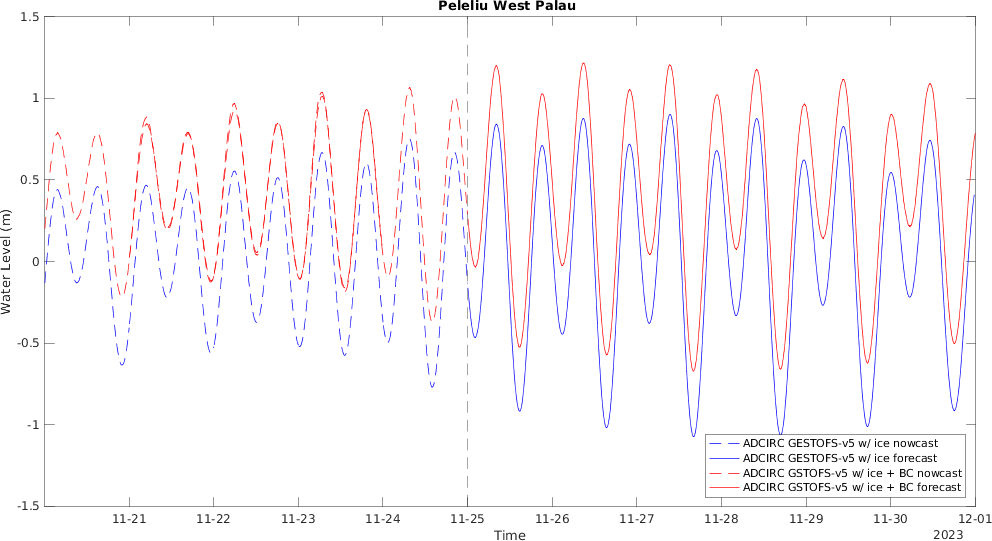 Peleliu West Palau
1.5
1
0.5
0
-0.5
-1
-1.5
Water Level (m)
ADCIRC GESTOFS-v5 w/ ice nowcast
ADCIRC GESTOFS-v5 w/ ice forecast
ADCIRC GSTOFS-v5 w/ ice + BC nowcast
ADCIRC GSTOFS-v5 w/ ice + BC forecast
11-21 11-22 11-23 11-24 11-25 11-26 11-27 11-28 11-29 11-30 12-01
Time
2023